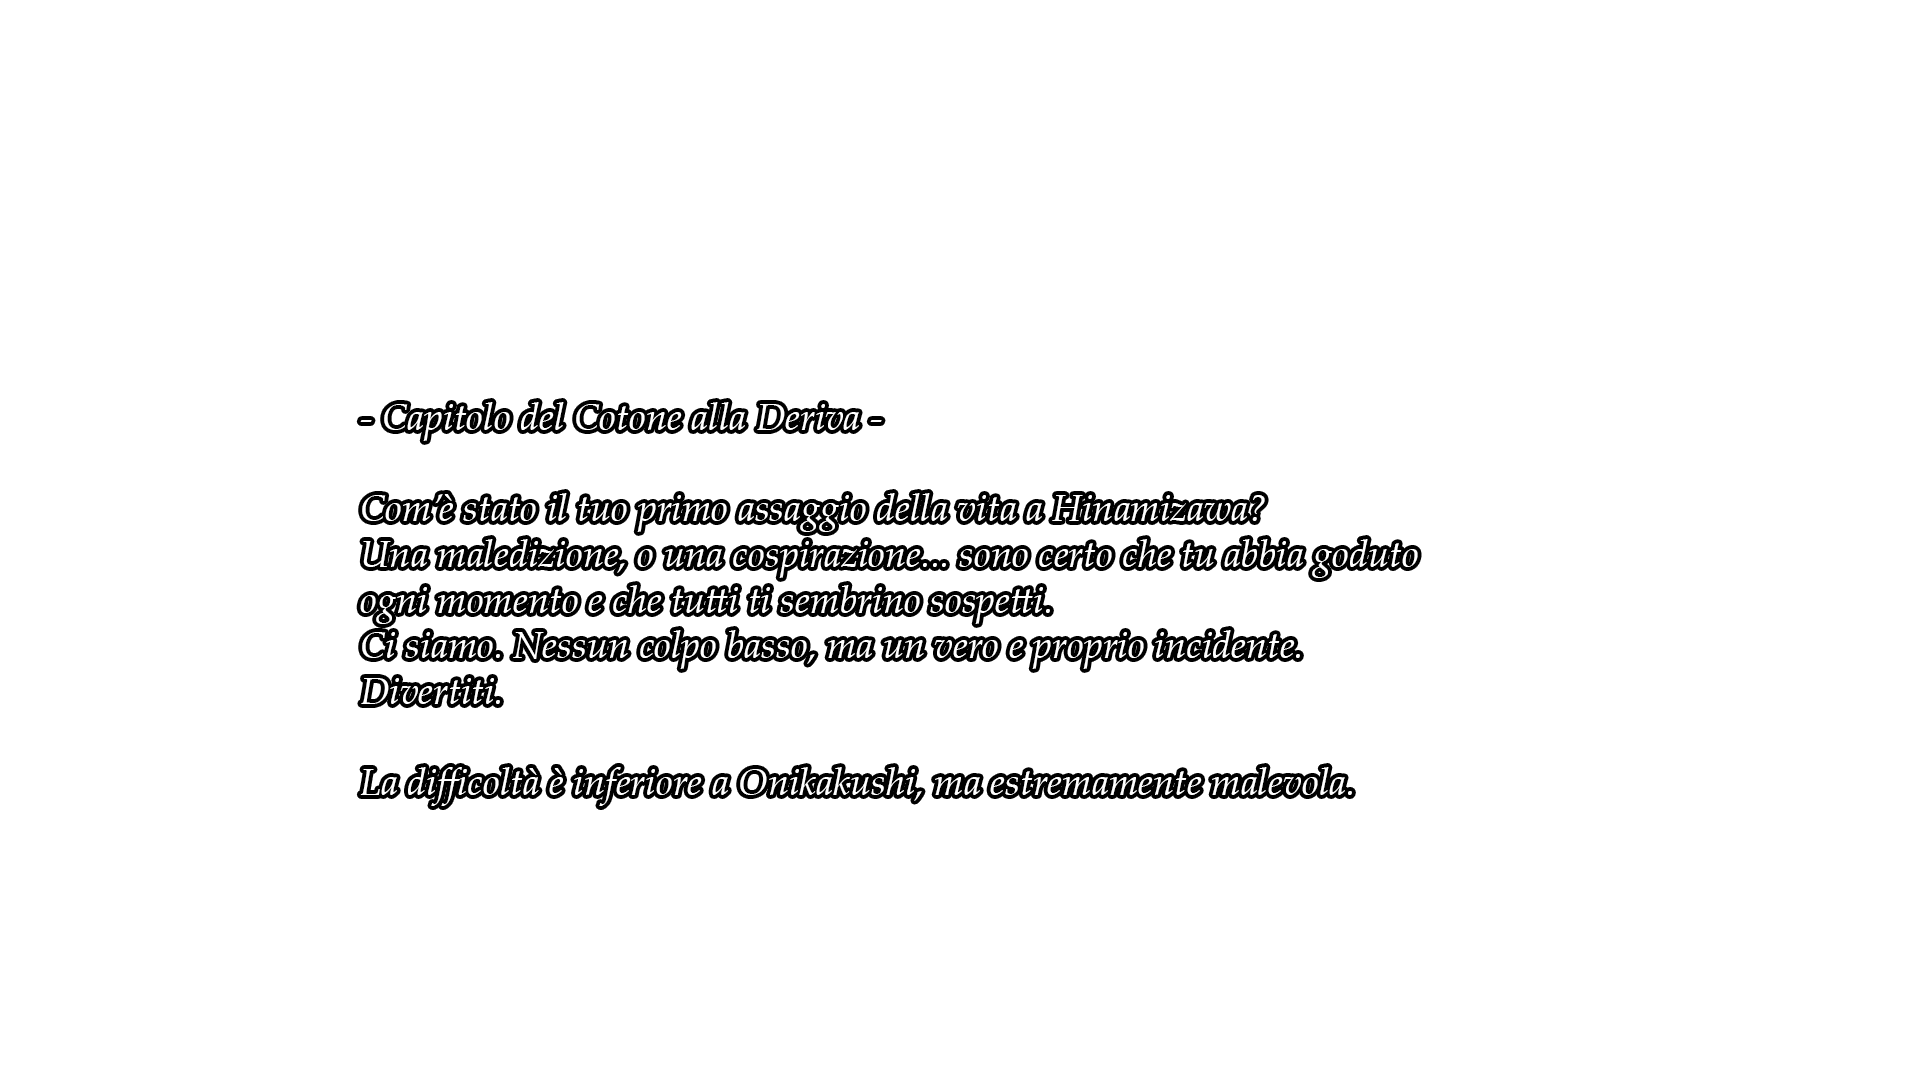 - Capitolo del Cotone alla Deriva -
Com'è stato il tuo primo assaggio della vita a Hinamizawa?
Una maledizione, o una cospirazione... sono certo che tu abbia goduto
ogni momento e che tutti ti sembrino sospetti.
Ci siamo. Nessun colpo basso, ma un vero e proprio incidente.
Divertiti.
La difficoltà è inferiore a Onikakushi, ma estremamente malevola.